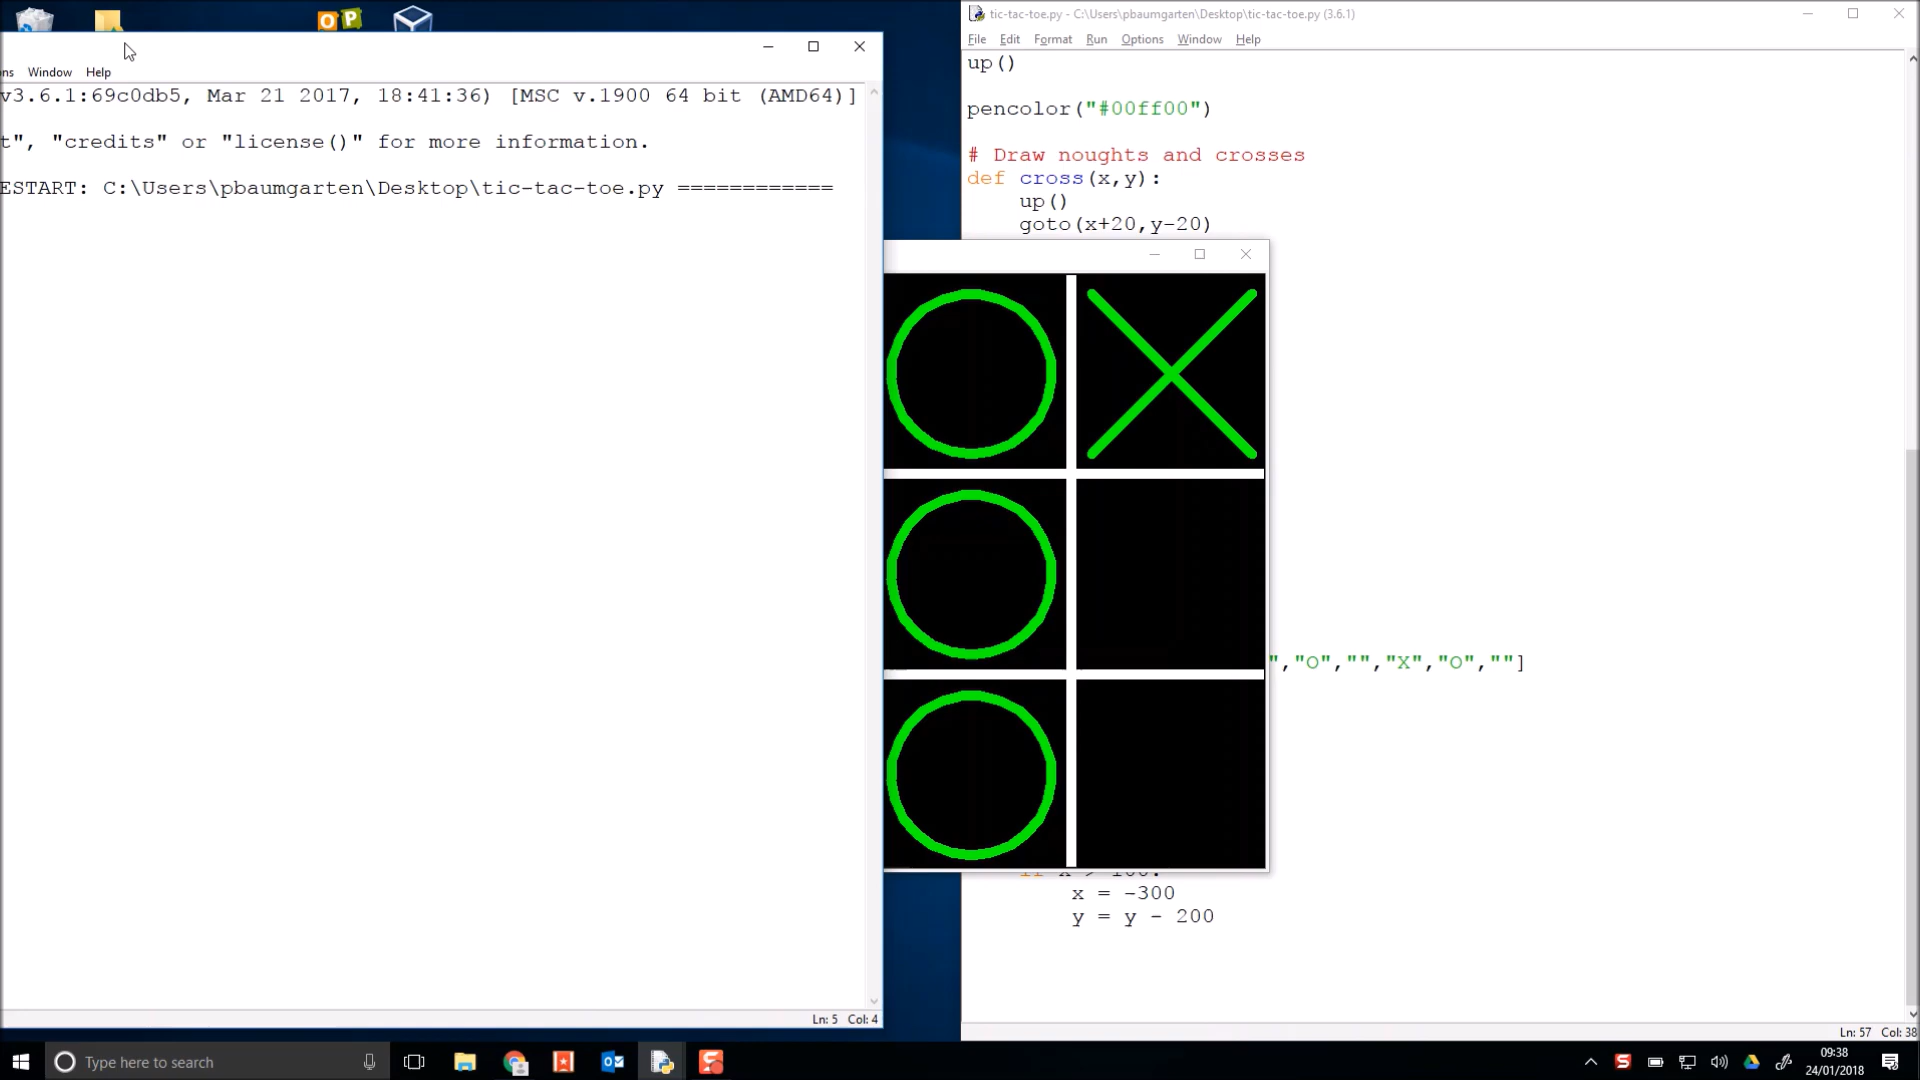 O P
ns Window Help
v3.6.1:69c0db5, Mar 21 2017, 18:41:36) [MSC v.1900 64 bit (AMD64)]
t", "credits" or "license()" for more information.
ESTART: C:\Users\pbaumgarten\Desktop\tic-tac-toe.py ============
Ln: 5 Col: 4
tic-tac-toe.py - C:\Users\pbaumgarten\Desktop\tic-tac-toe.py (3.6.1)
File Edit Format Run Options Window Help
up()
pencolor("#00ff00")
# Draw noughts and crosses
def cross(x,y):
up()
goto(x+20,y-20)
","O","","X","O",""]
x = -300
y = y - 200
Ln: 57 Col: 38
Type here to search
09:38
24/01/2018